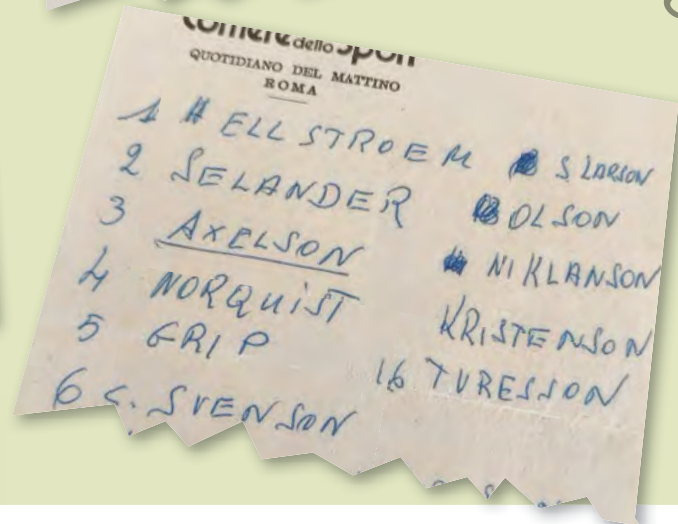 Corriere dello Sport
QUOTIDIANO DEL MATTINO
ROMA
1 HELLSTROEM
2 SELANDER
3 AXELSON
4 NORQUIST
5 GRIP
6 C. SVENSON
S LARSON
OLSON
NIKLANSON
KRISTENSON
16 TURESSON